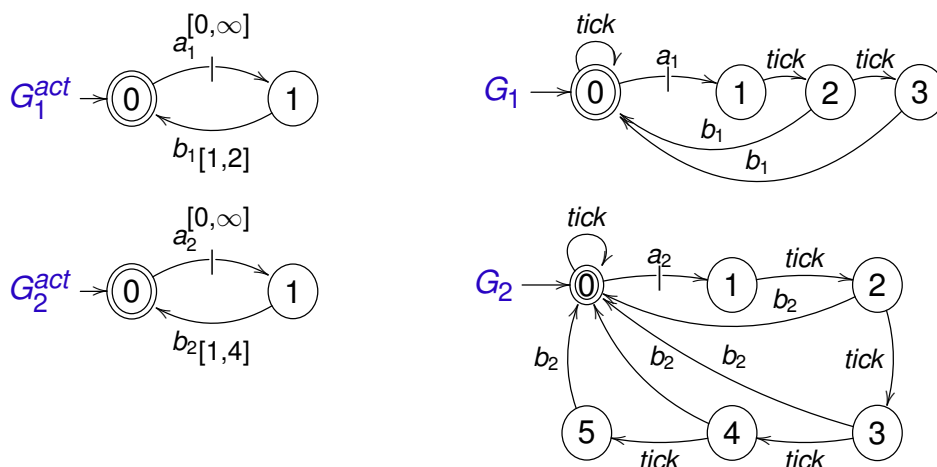 [0,∞]
a₁
G₁ᵃᶜᵗ 0 1
b₁[1,2]
[0,∞]
a₂
G₂ᵃᶜᵗ 0 1
b₂[1,4]
tick
a₁ tick tick
G₁ 0 1 2 3
b₁
b₁
tick
a₂ tick
G₂ 0 1 2
b₂
b₂ b₂ b₂ tick
5 4 3
tick tick